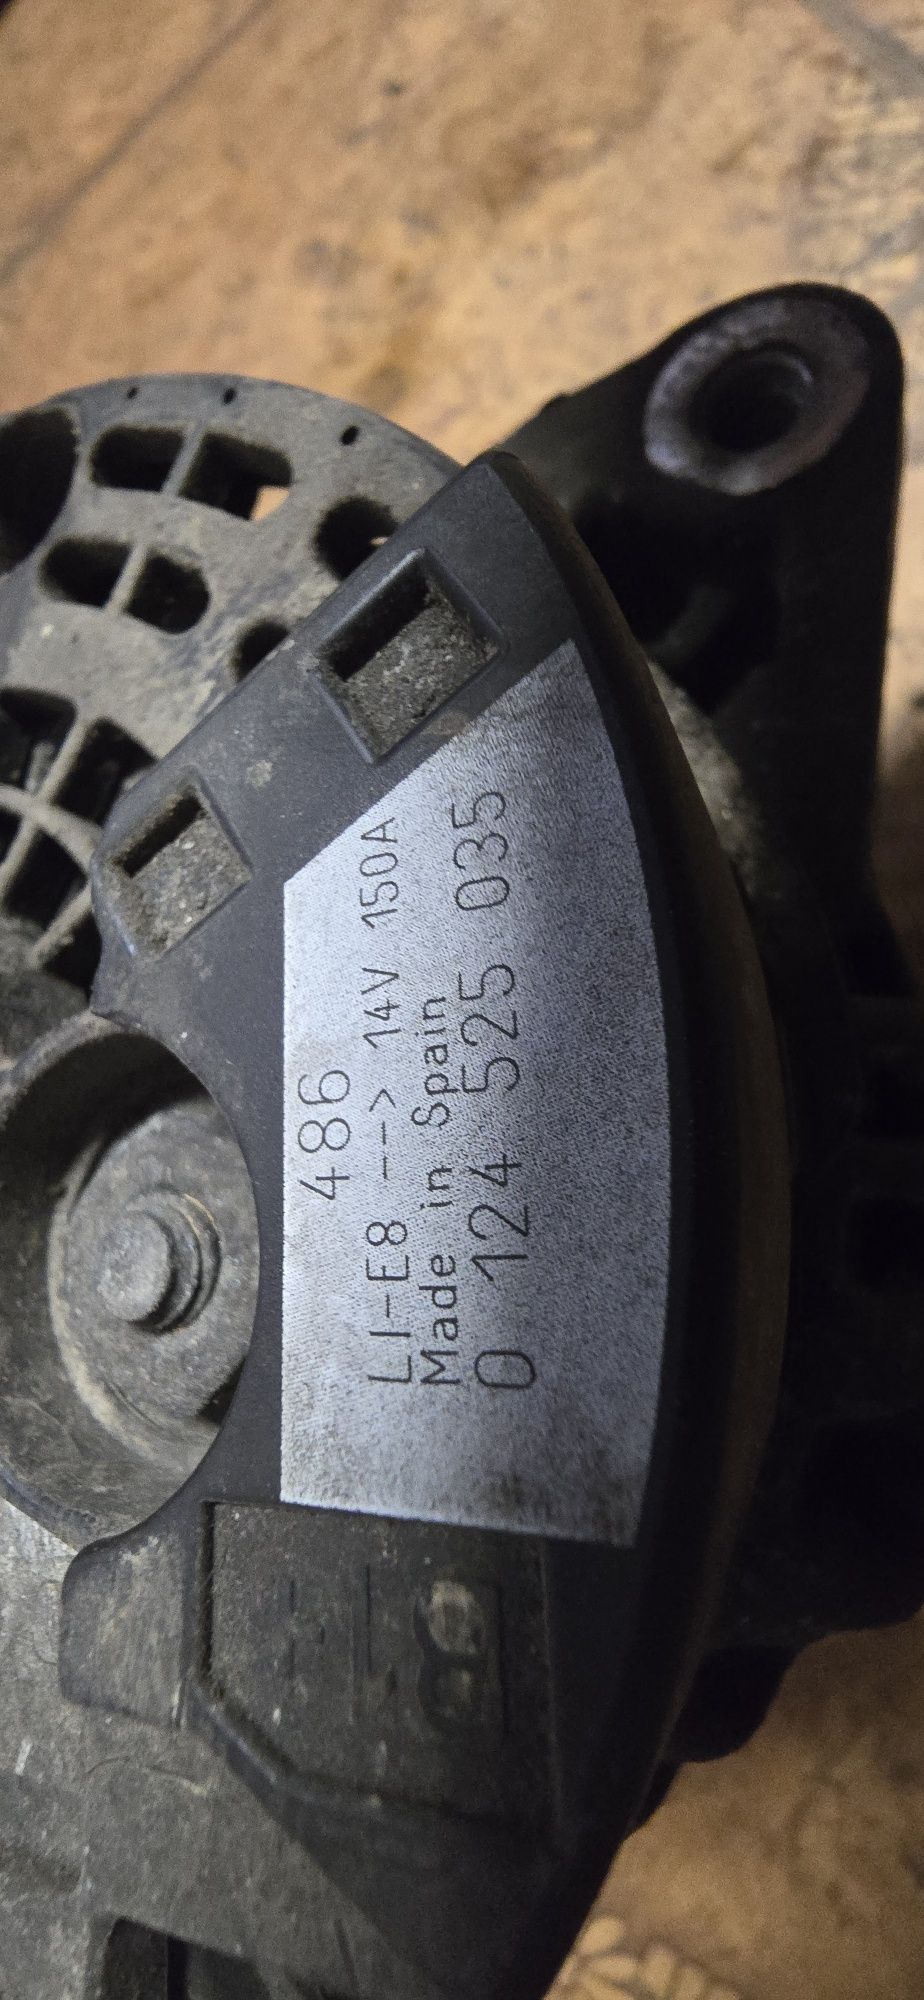 486
LI-E8 --> 14V 150A
Made in Spain
0 124 525 035